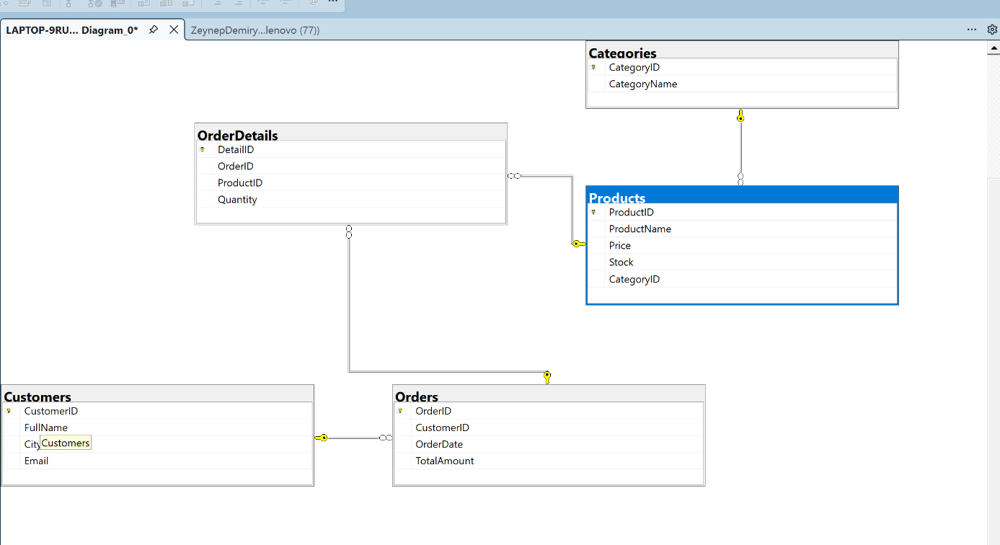 LAPTOP-9RU... Diagram_0*
ZeynepDemiry...lenovo (77))
Categories
CategoryID
CategoryName
OrderDetails
DetailID
OrderID
ProductID
Quantity
Products
ProductID
ProductName
Price
Stock
CategoryID
Customers
CustomerID
FullName
City
Customers
Email
Orders
OrderID
CustomerID
OrderDate
TotalAmount